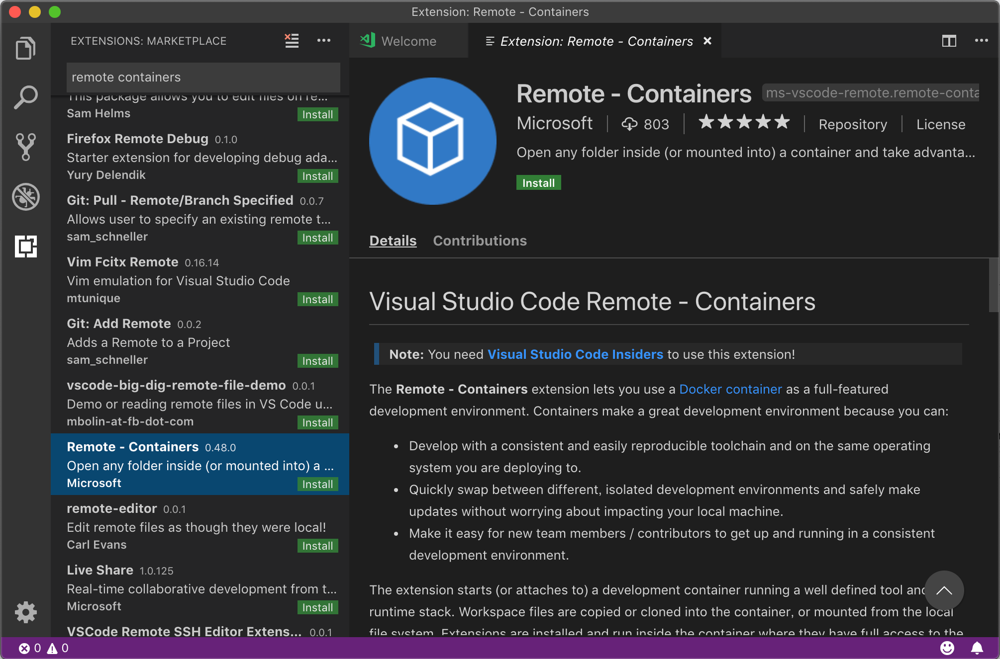 Extension: Remote - Containers
EXTENSIONS: MARKETPLACE
remote containers
This package allows you to edit files on re...
Sam Helms
Install
Firefox Remote Debug 0.1.0
Starter extension for developing debug ada...
Yury Delendik
Install
Git: Pull - Remote/Branch Specified 0.0.7
Allows user to specify an existing remote t...
sam_schneller
Install
Vim Fcitx Remote 0.16.14
Vim emulation for Visual Studio Code
mtunique
Install
Git: Add Remote 0.0.2
Adds a Remote to a Project
sam_schneller
Install
vscode-big-dig-remote-file-demo 0.0.1
Demo or reading remote files in VS Code u...
mbolin-at-fb-dot-com
Install
Remote - Containers 0.48.0
Open any folder inside (or mounted into) a ...
Microsoft
Install
remote-editor 0.0.1
Edit remote files as though they were local!
Carl Evans
Install
Live Share 1.0.125
Real-time collaborative development from t...
Microsoft
Install
VSCode Remote SSH Editor Extens... 0.0.1
Welcome
Extension: Remote - Containers
Remote - Containers ms-vscode-remote.remote-conta
Microsoft 803 Repository License
Open any folder inside (or mounted into) a container and take advanta...
Install
Details Contributions
Visual Studio Code Remote - Containers
Note: You need Visual Studio Code Insiders to use this extension!
The Remote - Containers extension lets you use a Docker container as a full-featured
development environment. Containers make a great development environment because you can:
• Develop with a consistent and easily reproducible toolchain and on the same operating
system you are deploying to.
• Quickly swap between different, isolated development environments and safely make
updates without worrying about impacting your local machine.
• Make it easy for new team members / contributors to get up and running in a consistent
development environment.
The extension starts (or attaches to) a development container running a well defined tool and
runtime stack. Workspace files are copied or cloned into the container, or mounted from the local
file system. Extensions are installed and run inside the container where they have full access to the
0 0